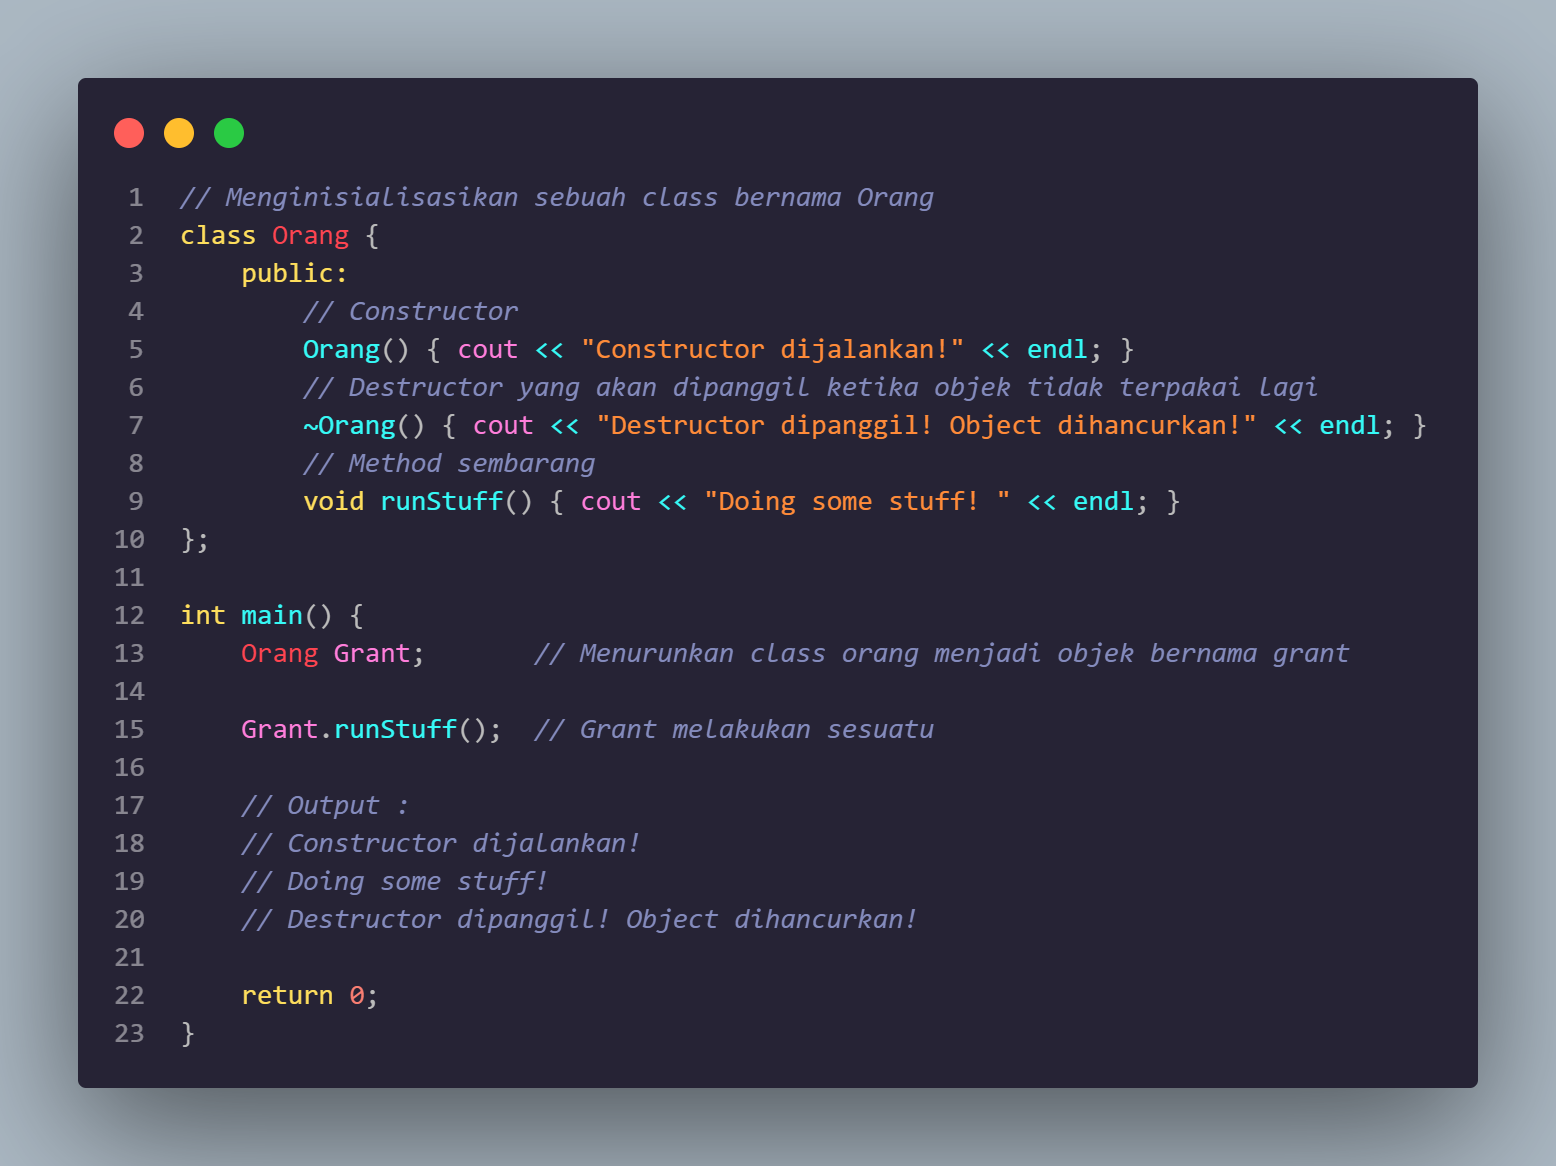 1 // Menginisialisasikan sebuah class bernama Orang
2 class Orang {
3     public:
4         // Constructor
5         Orang() { cout << "Constructor dijalankan!" << endl; }
6         // Destructor yang akan dipanggil ketika objek tidak terpakai lagi
7         ~Orang() { cout << "Destructor dipanggil! Object dihancurkan!" << endl; }
8         // Method sembarang
9         void runStuff() { cout << "Doing some stuff! " << endl; }
10 };
11
12 int main() {
13     Orang Grant;       // Menurunkan class orang menjadi objek bernama grant
14
15     Grant.runStuff();  // Grant melakukan sesuatu
16
17     // Output :
18     // Constructor dijalankan!
19     // Doing some stuff!
20     // Destructor dipanggil! Object dihancurkan!
21
22     return 0;
23 }